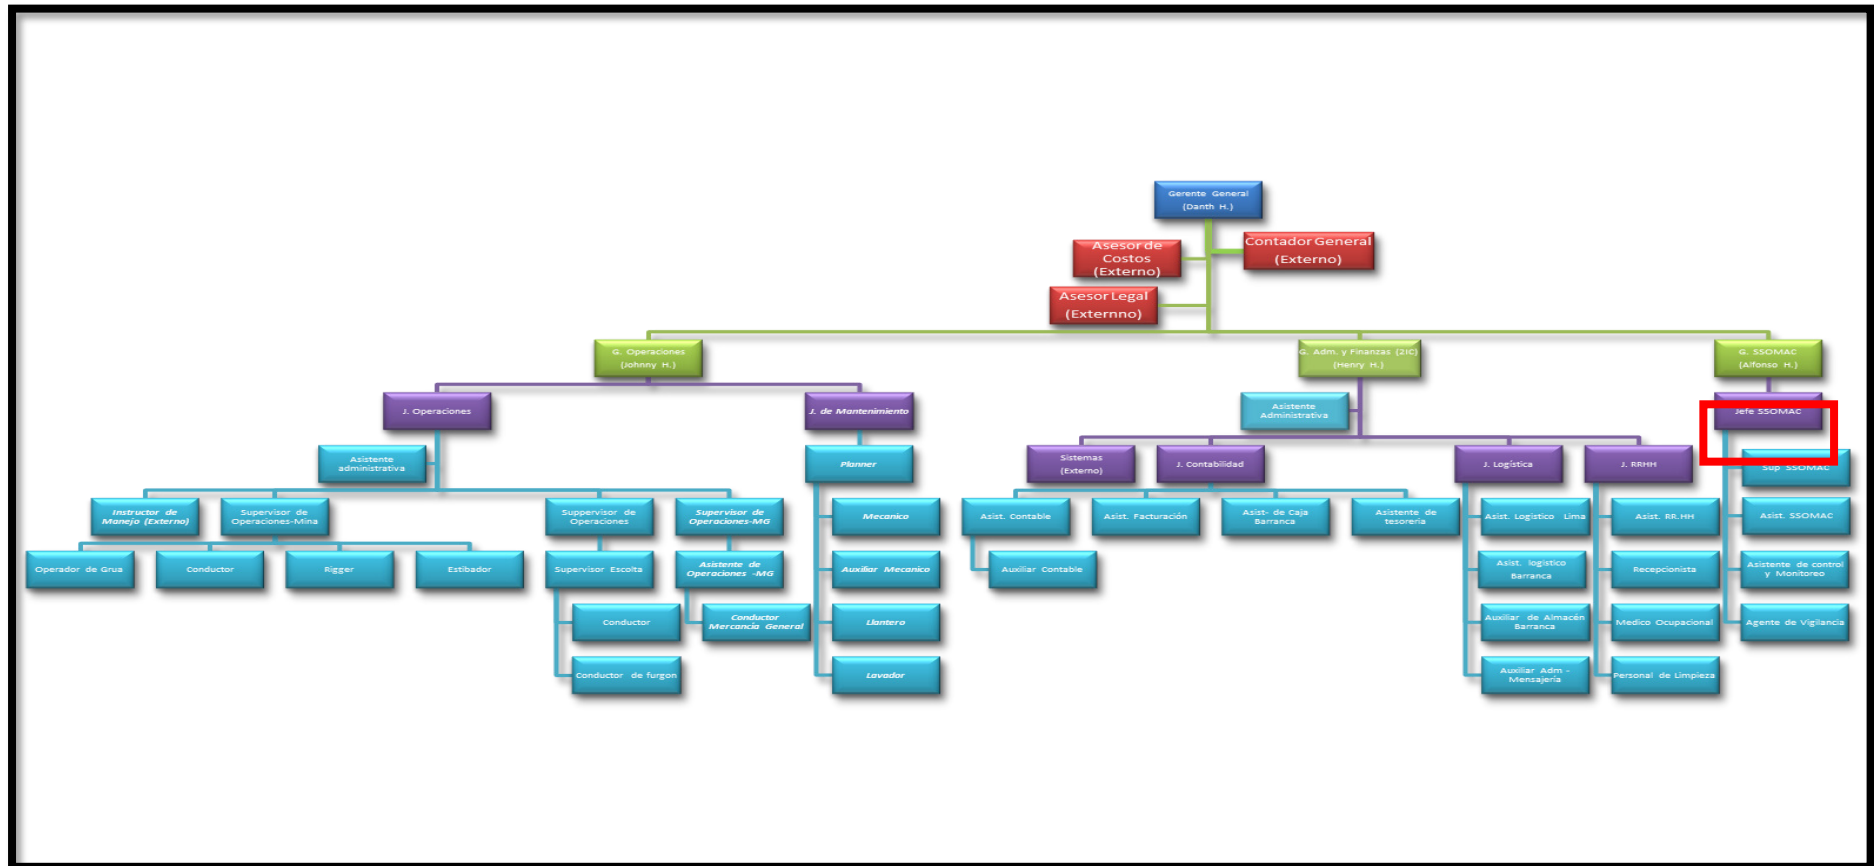 Gerente General
(Danth H.)
Asesor de
Costos
(Externo)
Contador General
(Externo)
Asesor Legal
(Externno)
G. Operaciones
(Johnny H.)
G. Adm. y Finanzas (2IC)
(Henry H.)
G. SSOMAC
(Alfonso H.)
J. Operaciones
J. de Mantenimiento
Asistente
Administrativa
Jefe SSOMAC
Asistente
administrativa
Planner
Sistemas
(Externo)
J. Contabilidad
J. Logística
J. RRHH
Sup SSOMAC
Instructor de
Manejo (Externo)
Supervisor de
Operaciones-Mina
Suppervisor de
Operaciones
Supervisor de
Operaciones-MG
Mecanico
Asist. Contable
Asist. Facturación
Asist- de Caja
Barranca
Asistente de
tesoreria
Asist. Logistico Lima
Asist. RR.HH
Asist. SSOMAC
Operador de Grua
Conductor
Rigger
Estibador
Supervisor Escolta
Asistente de
Operaciones -MG
Auxiliar Mecanico
Auxiliar Contable
Asist. logistico
Barranca
Recepcionista
Asistente de control
y Monitoreo
Conductor
Conductor
Mercancia General
Llantero
Auxiliar de Almacén
Barranca
Medico Ocupacional
Agente de Vigilancia
Conductor de furgon
Lavador
Auxiliar Adm -
Mensajería
Personal de Limpieza